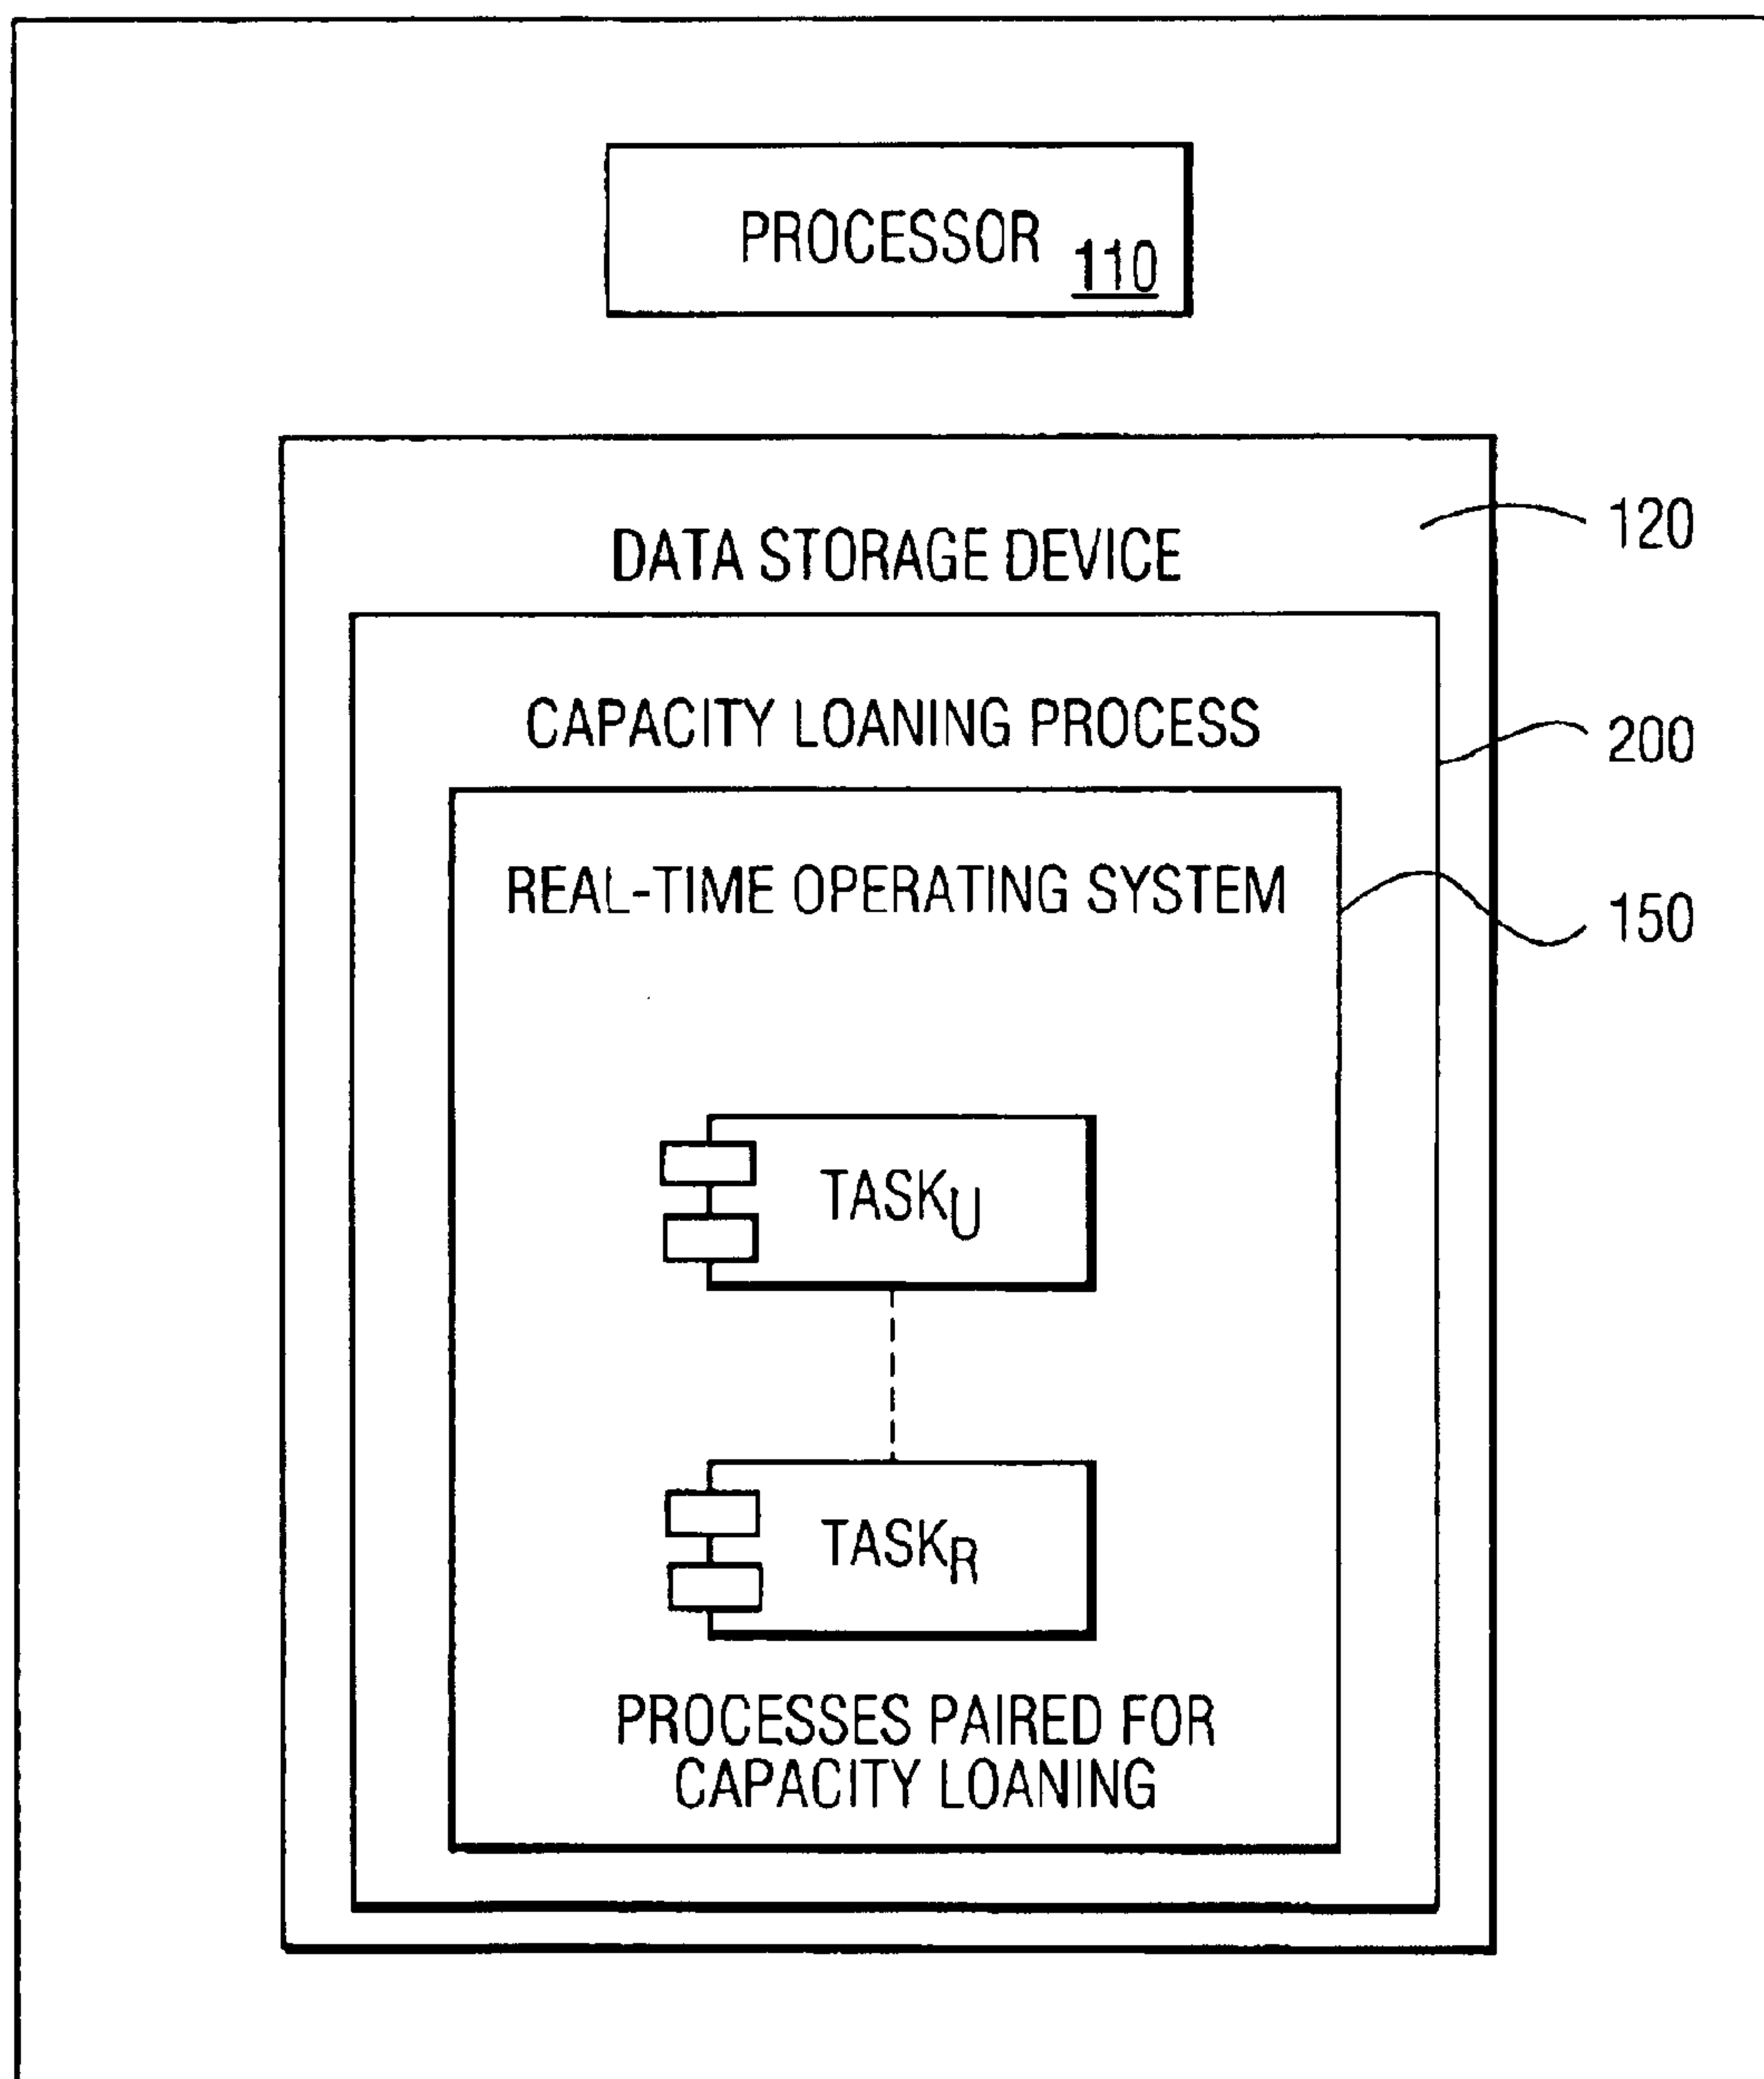 PROCESSOR 110
DATA STORAGE DEVICE
120
CAPACITY LOANING PROCESS
200
REAL-TIME OPERATING SYSTEM
150
TASKU
TASKR
PROCESSES PAIRED FOR
CAPACITY LOANING